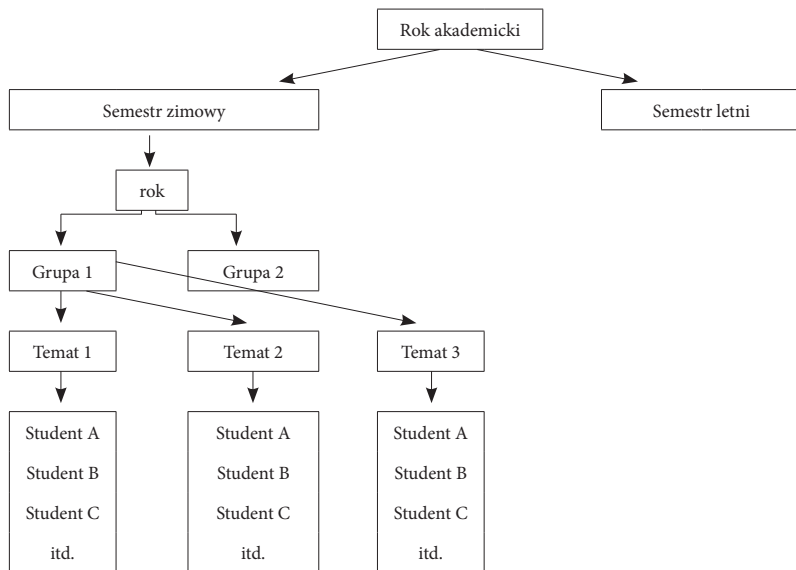 Rok akademicki
Semestr zimowy
Semestr letni
rok
Grupa 1
Grupa 2
Temat 1
Temat 2
Temat 3
Student A
Student B
Student C
itd.
Student A
Student B
Student C
itd.
Student A
Student B
Student C
itd.